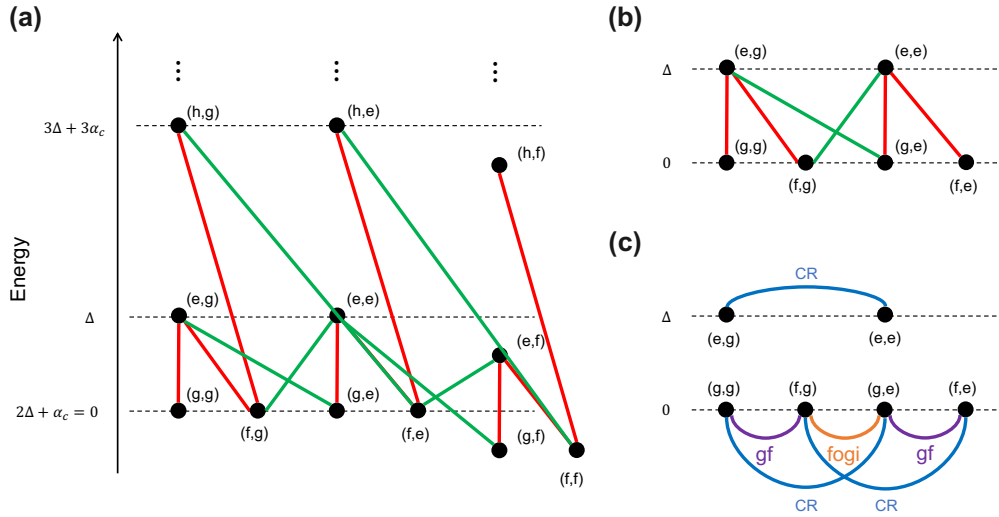 (a)
Energy
(h,g)
(h,e)
3Δ + 3α_c
(h,f)
(e,g)
(e,e)
Δ
(e,f)
(g,g)
(g,e)
2Δ + α_c = 0
(f,g)
(f,e)
(g,f)
(f,f)
(b)
(e,g)
(e,e)
Δ
(g,g)
(g,e)
0
(f,g)
(f,e)
(c)
CR
Δ
(e,g)
(e,e)
(g,g)
(f,g)
(g,e)
(f,e)
0
gf
fogi
gf
CR
CR